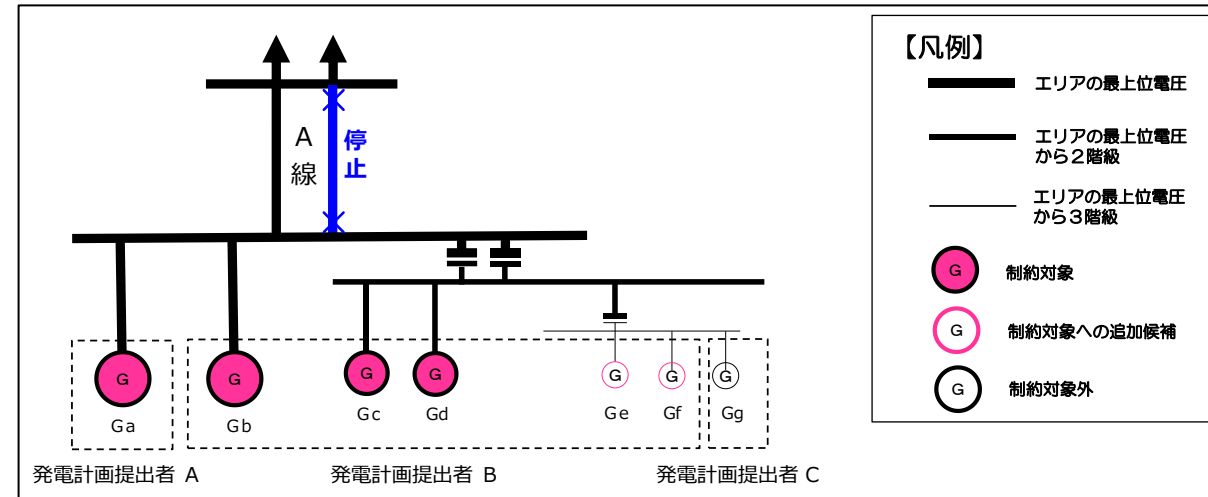 A
線
停
止
G
G
G
G
G
G
G
Ga
Gb
Gc
Gd
Ge
Gf
Gg
発電計画提出者 A
発電計画提出者 B
発電計画提出者 C
【凡例】
エリアの最上位電圧
エリアの最上位電圧
から2階級
エリアの最上位電圧
から3階級
G
制約対象
G
制約対象への追加候補
G
制約対象外